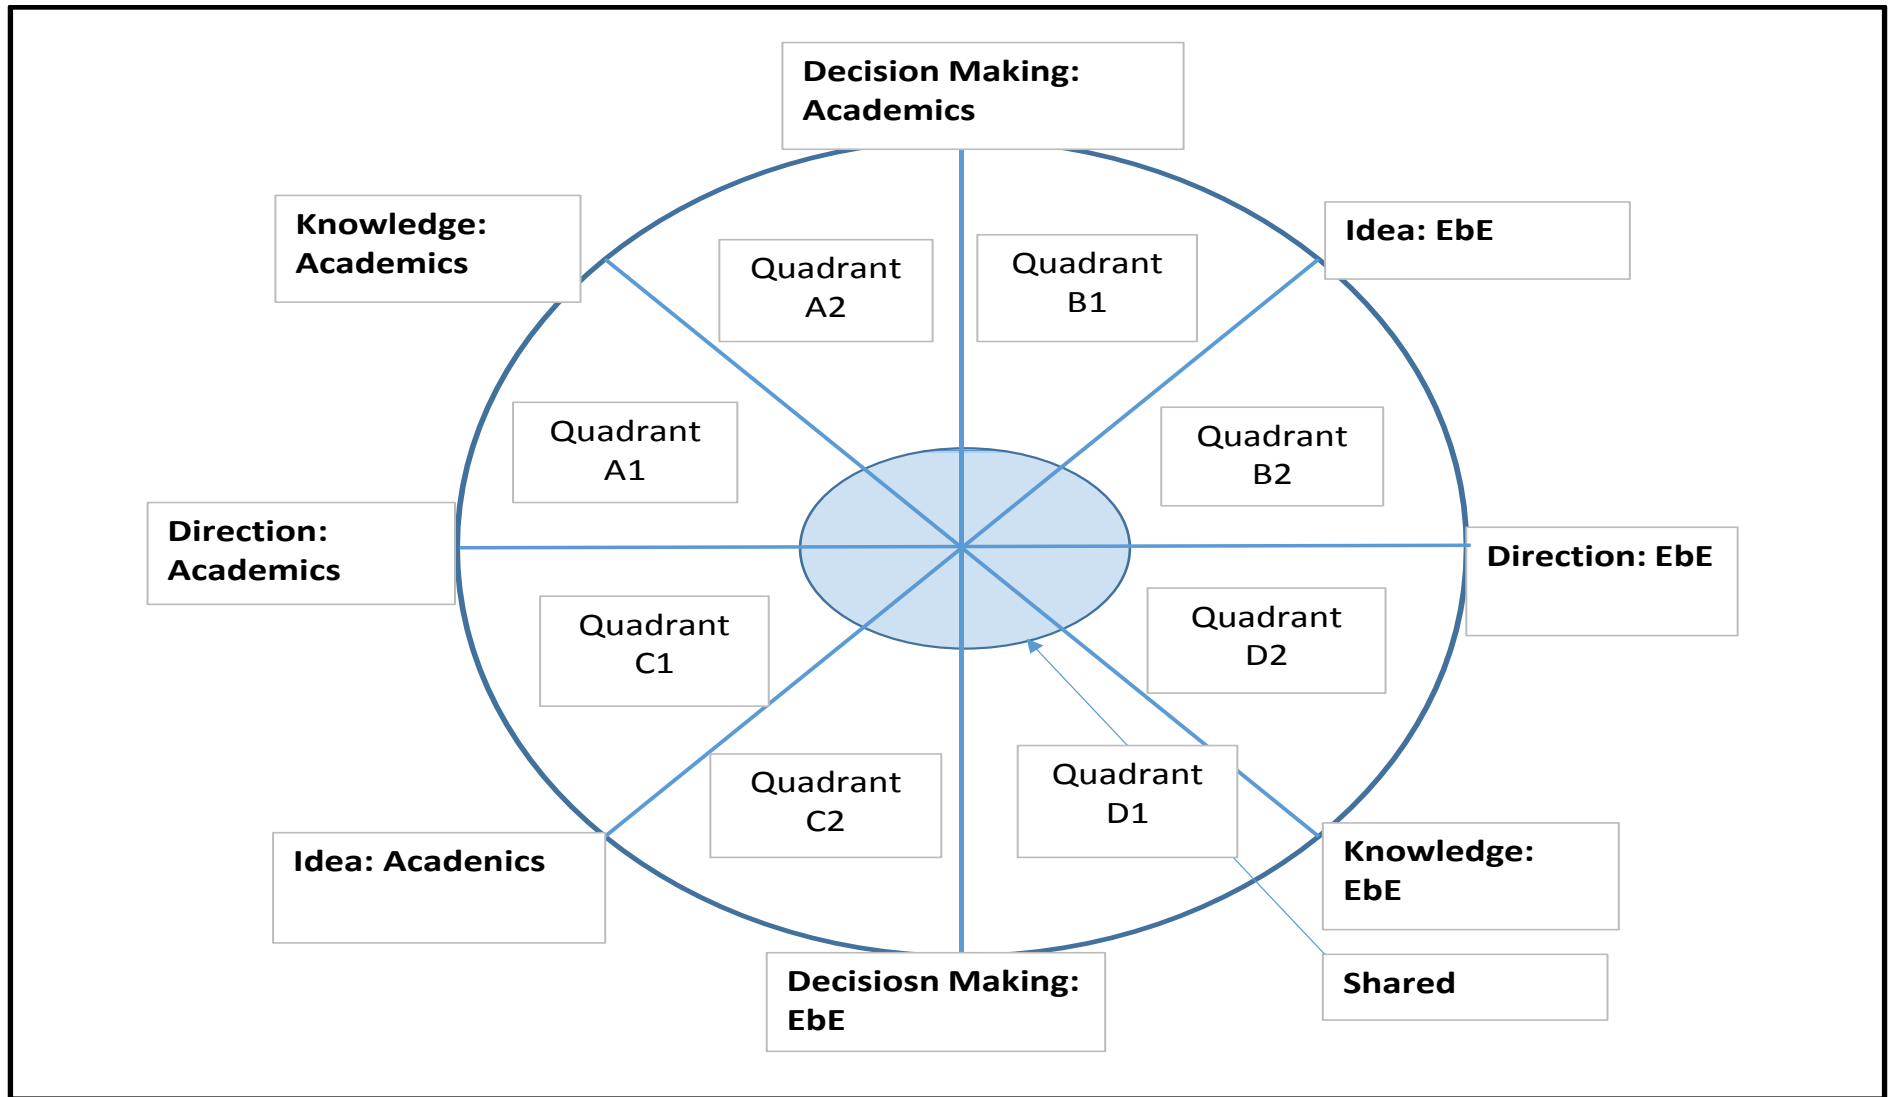 Decision Making:
Academics
Knowledge:
Academics
Idea: EbE
Quadrant
A2
Quadrant
B1
Quadrant
A1
Quadrant
B2
Direction:
Academics
Direction: EbE
Quadrant
C1
Quadrant
D2
Quadrant
C2
Quadrant
D1
Idea: Acadenics
Knowledge:
EbE
Decisiosn Making:
EbE
Shared